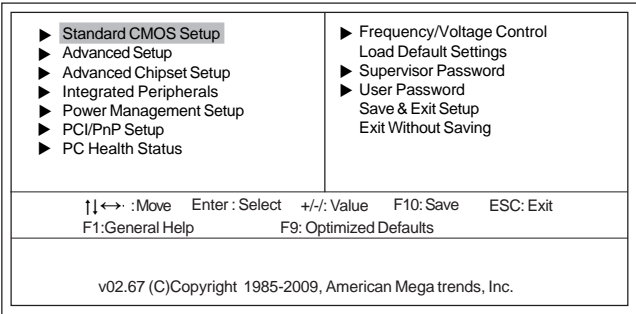 ▶ Standard CMOS Setup
▶ Advanced Setup
▶ Advanced Chipset Setup
▶ Integrated Peripherals
▶ Power Management Setup
▶ PCI/PnP Setup
▶ PC Health Status
▶ Frequency/Voltage Control
Load Default Settings
▶ Supervisor Password
▶ User Password
Save & Exit Setup
Exit Without Saving
↑↓←→ :Move Enter : Select +/-/: Value F10: Save ESC: Exit
F1:General Help F9: Optimized Defaults
v02.67 (C)Copyright 1985-2009, American Mega trends, Inc.